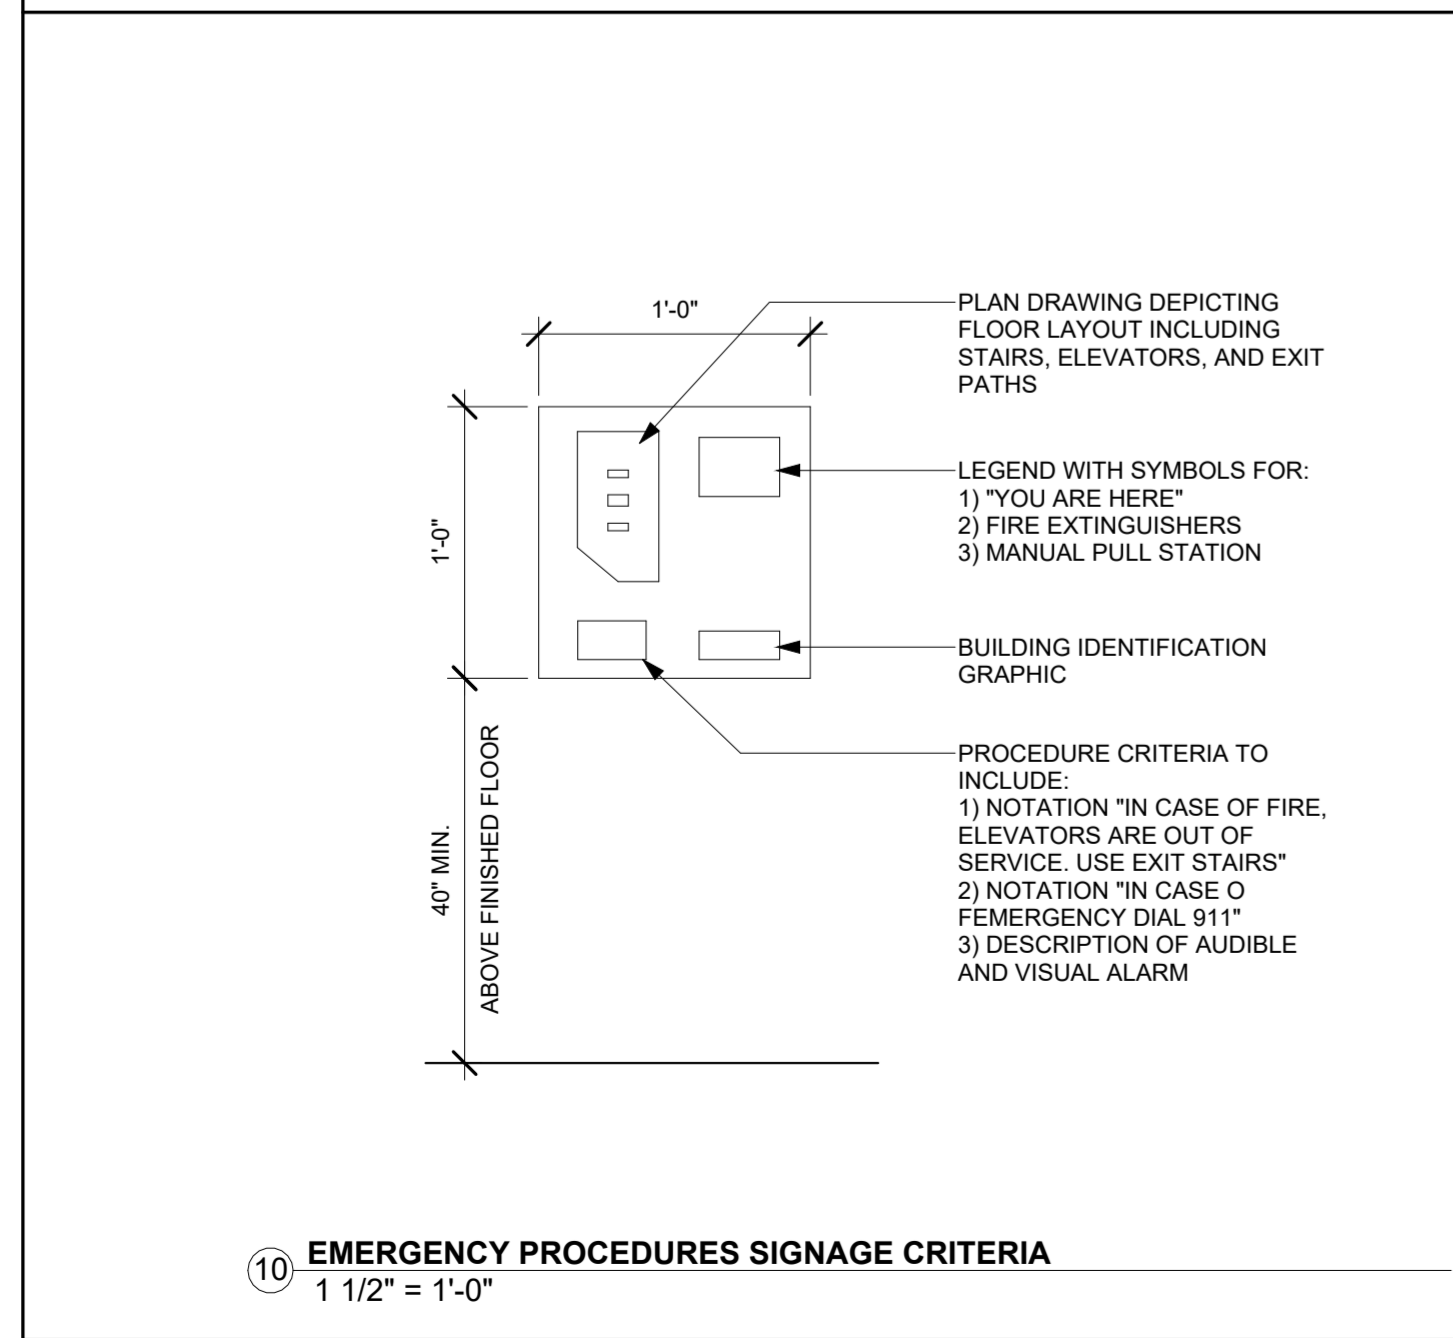 1'-0"
PLAN DRAWING DEPICTING
FLOOR LAYOUT INCLUDING
STAIRS, ELEVATORS, AND EXIT
PATHS
LEGEND WITH SYMBOLS FOR:
1) "YOU ARE HERE"
2) FIRE EXTINGUISHERS
3) MANUAL PULL STATION
1'-0"
BUILDING IDENTIFICATION
GRAPHIC
40" MIN.
ABOVE FINISHED FLOOR
PROCEDURE CRITERIA TO
INCLUDE:
1) NOTATION "IN CASE OF FIRE,
ELEVATORS ARE OUT OF
SERVICE. USE EXIT STAIRS"
2) NOTATION "IN CASE O
FEMERGENCY DIAL 911"
3) DESCRIPTION OF AUDIBLE
AND VISUAL ALARM
10 EMERGENCY PROCEDURES SIGNAGE CRITERIA
1 1/2" = 1'-0"